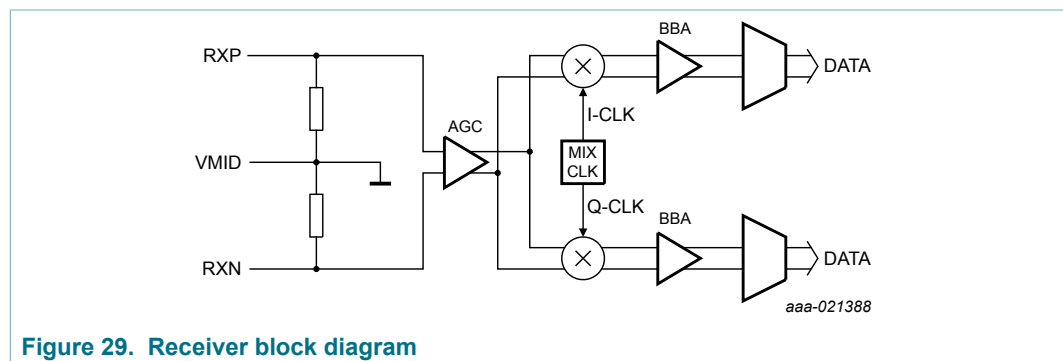 BBA
RXP
DATA
I-CLK
AGC
VMID
MIX
CLK
Q-CLK
BBA
RXN
DATA
aaa-021388
Figure 29. Receiver block diagram